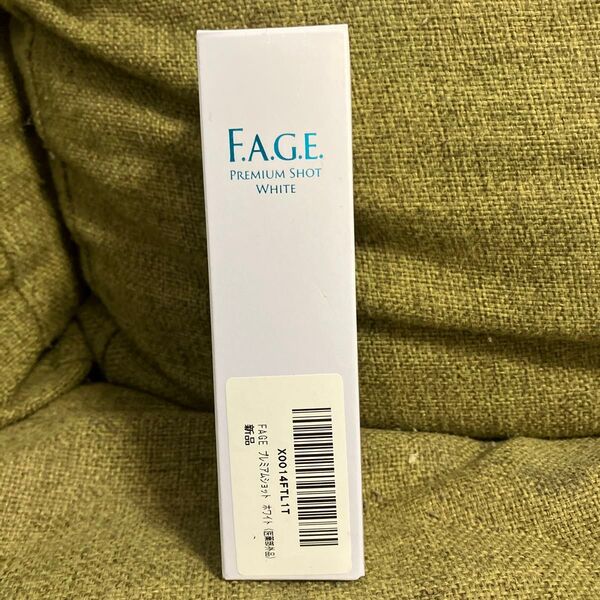 F.A.G.E.
PREMIUM SHOT
WHITE
X0014FTL1T
FAGE プレミアムショット ホワイト(医薬部外品)
新品